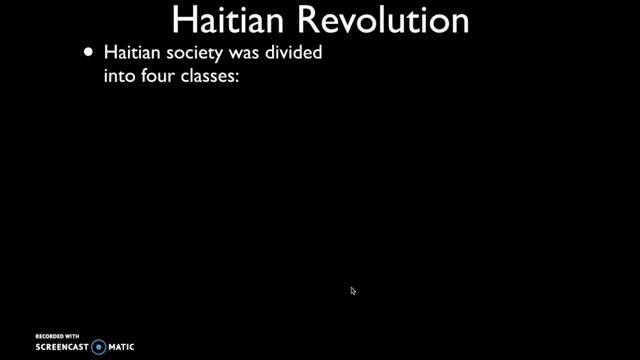 Haitian Revolution
• Haitian society was divided
into four classes:
RECORDED WITH
SCREENCAST MATIC